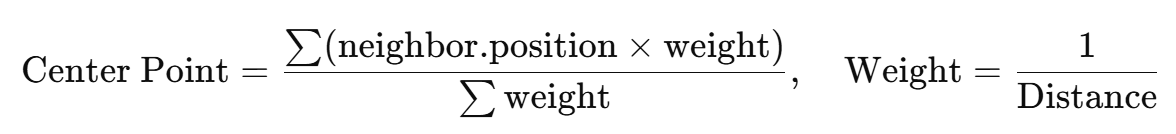 Center Point = ∑(neighbor.position × weight) / ∑ weight, Weight = 1 / Distance